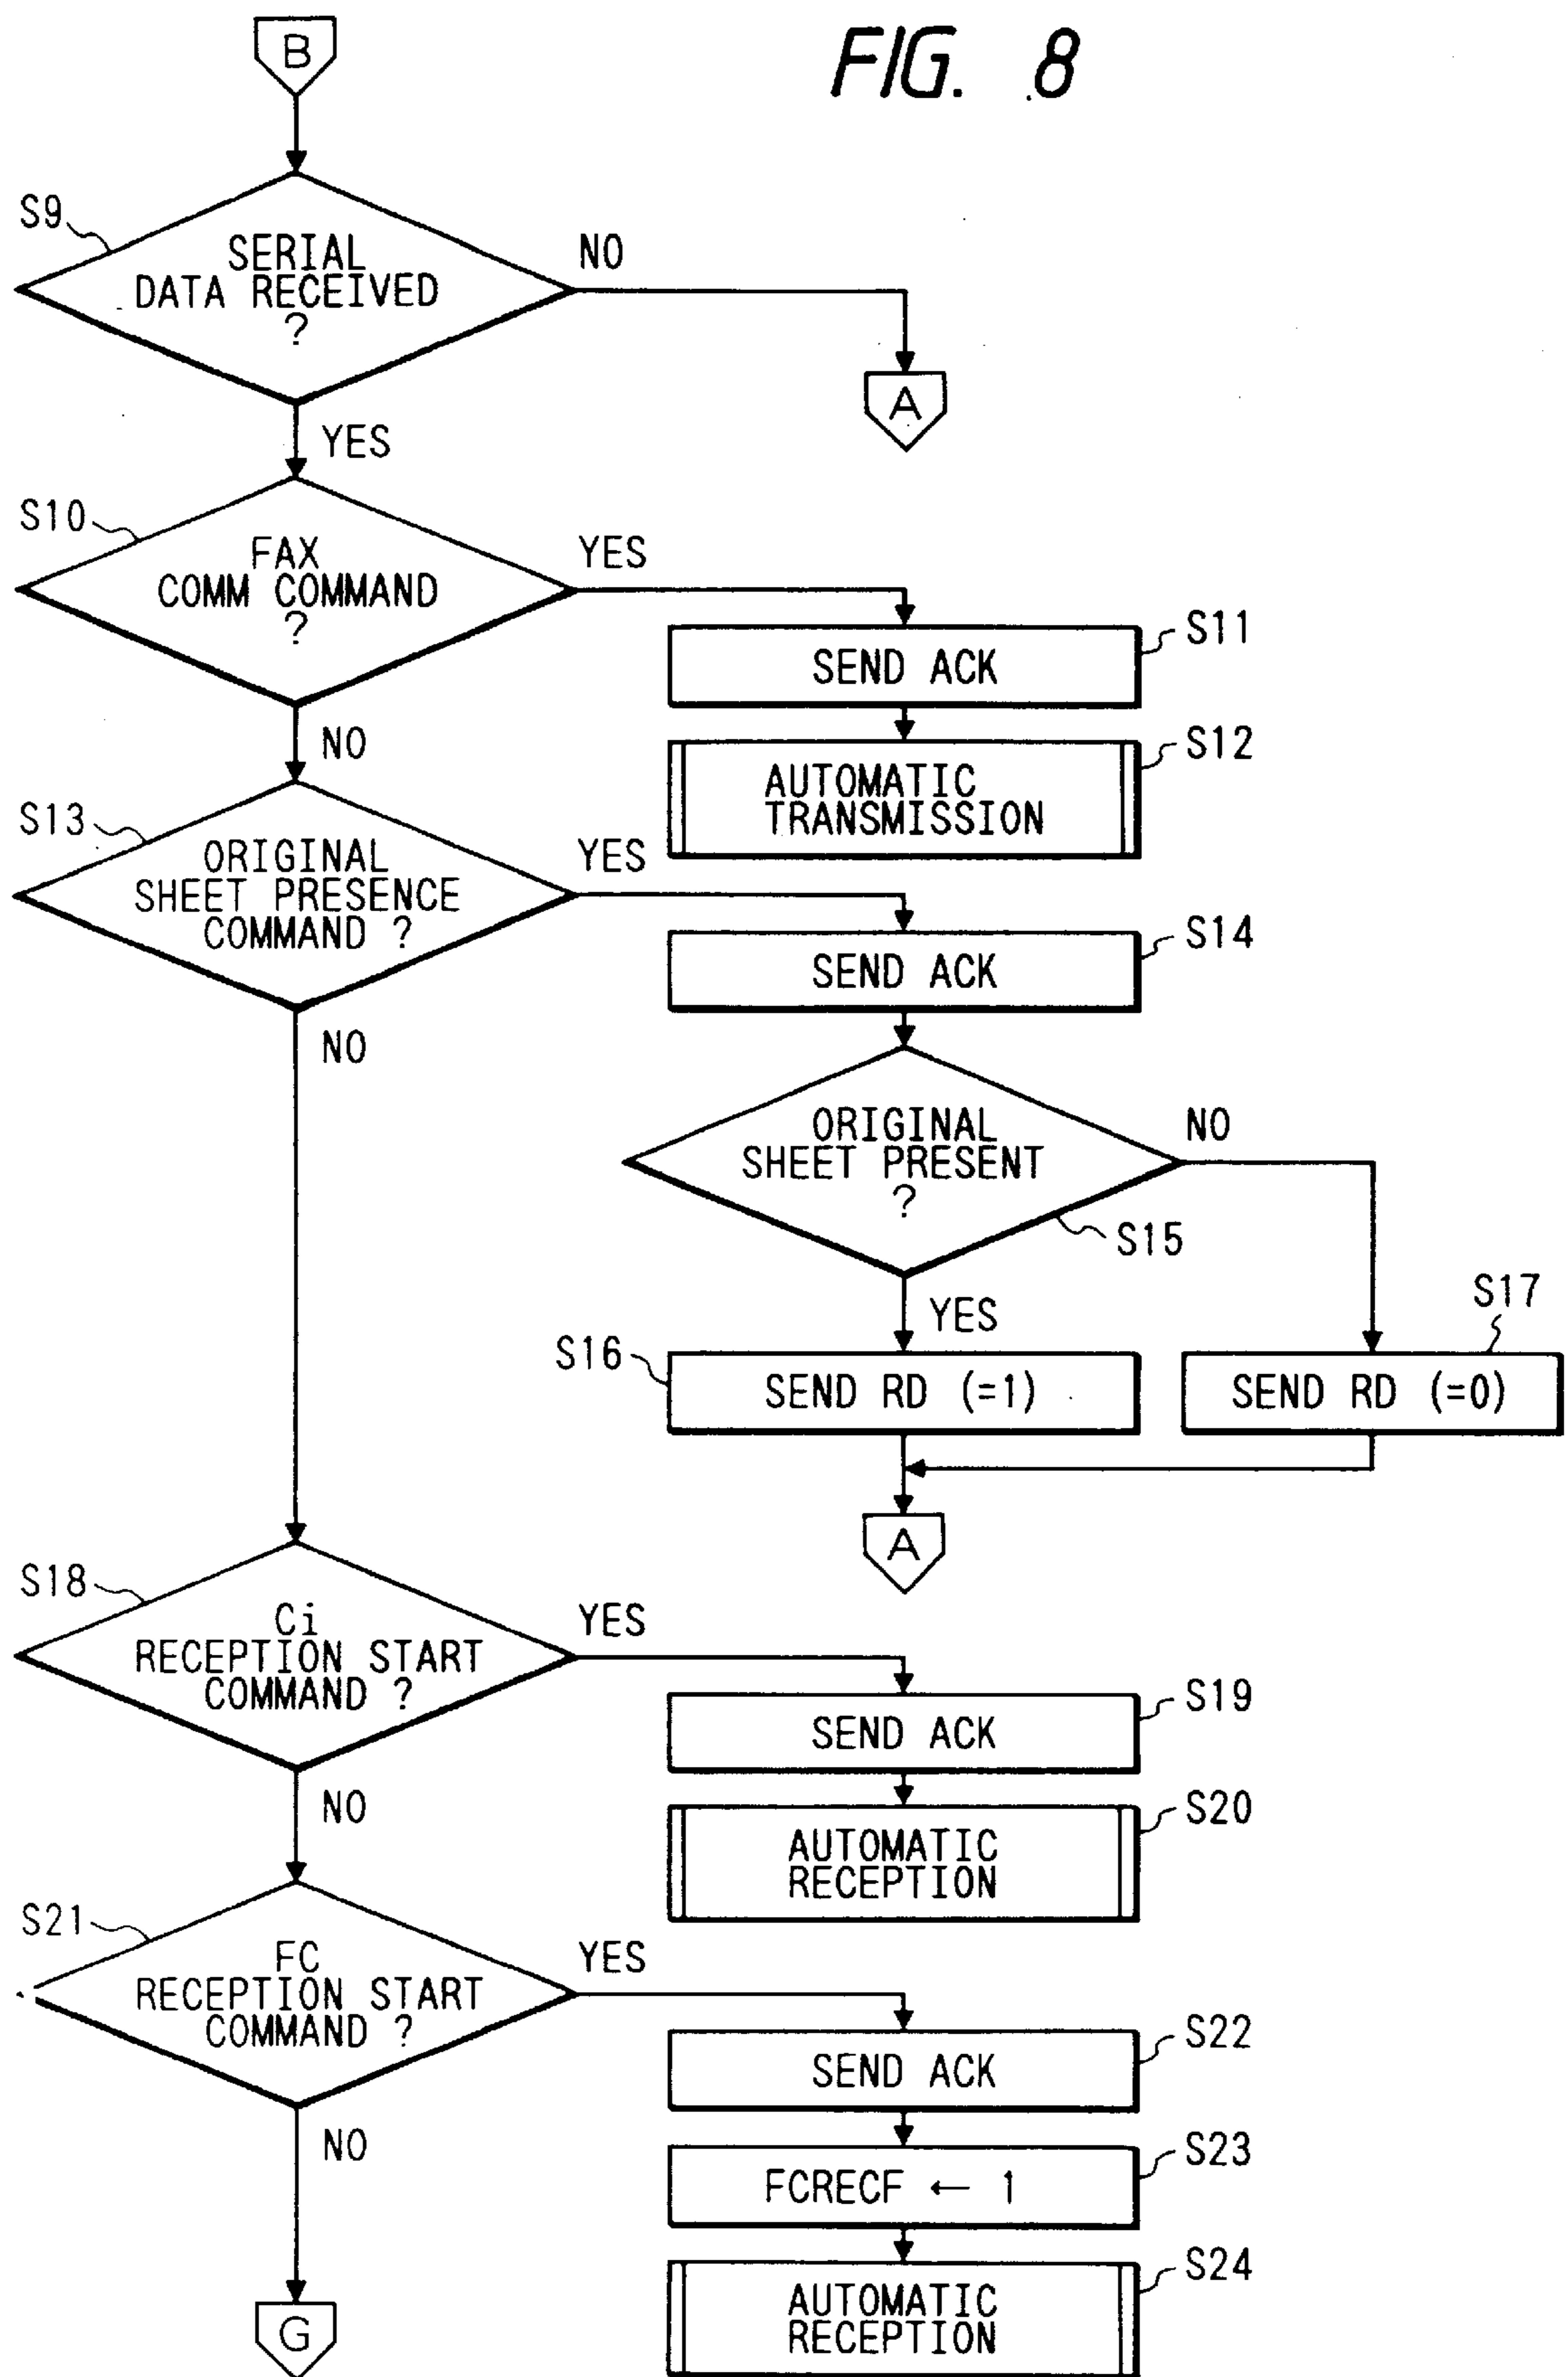 FIG. 8
B
S9
SERIAL
DATA RECEIVED
?
NO
A
YES
S10
FAX
COMM COMMAND
?
YES
S11
SEND ACK
NO
S12
AUTOMATIC
TRANSMISSION
S13
ORIGINAL
SHEET PRESENCE
COMMAND ?
YES
S14
SEND ACK
NO
ORIGINAL
SHEET PRESENT
?
NO
S15
YES
S16
SEND RD (=1)
S17
SEND RD (=0)
A
S18
Ci
RECEPTION START
COMMAND ?
YES
S19
SEND ACK
NO
S20
AUTOMATIC
RECEPTION
S21
FC
RECEPTION START
COMMAND ?
YES
S22
SEND ACK
NO
S23
FCRECF ← 1
S24
AUTOMATIC
RECEPTION
G